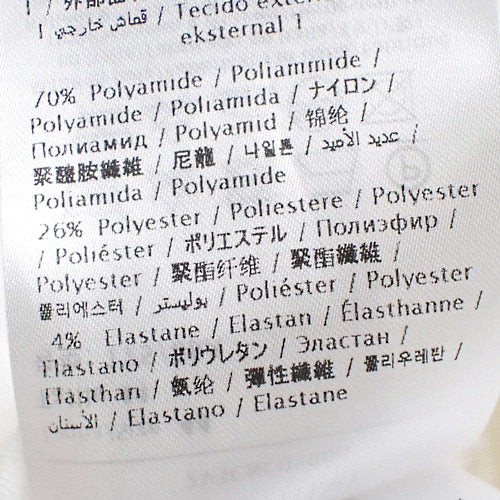 قماش خارجي / Tecido exter
eksternal 1
70% Polyamide / Poliammide /
Polyamide / Poliamida / ナイロン /
Полиамид / Polyamid / 锦纶 /
聚醯胺纖維 / 尼龍 / 나일론 / عديد الأميد /
Poliamida / Polyamide
26% Polyester / Poliestere / Polyester
/ Poliéster / ポリエステル / Полиэфир /
Polyester / 聚酯纤维 / 聚酯纖維 /
폴리에스터 / بوليستر / Poliéster / Polyester
4% Elastane / Elastan / Élasthanne /
Elastano / ポリウレタン / Эластан /
Elasthan / 氨纶 / 彈性纖維 / 폴리우레탄 /
الأستان / Elastano / Elastane